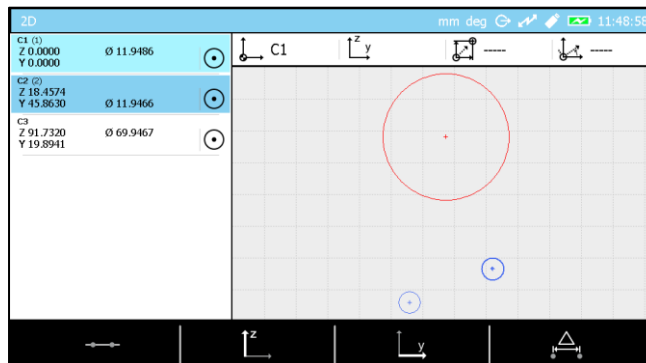 2D
mm deg 11:48:58
C1 (1)
Z 0.0000 Ø 11.9486
Y 0.0000
C2 (2)
Z 18.4574
Y 45.8630 Ø 11.9466
C3
Z 91.7320 Ø 69.9467
Y 19.8941
C1
z
y
-----
-----
z
y